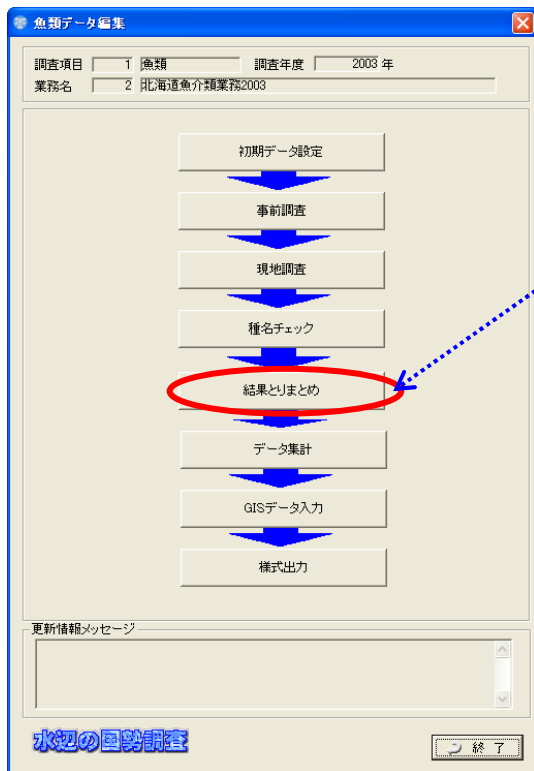 魚類データ編集
調査項目 1 魚類 調査年度 2003 年
業務名 2 北海道魚介類業務2003
初期データ設定
事前調査
現地調査
種名チェック
結果とりまとめ
データ集計
GISデータ入力
様式出力
更新情報メッセージ
水辺の国勢調査
終 了